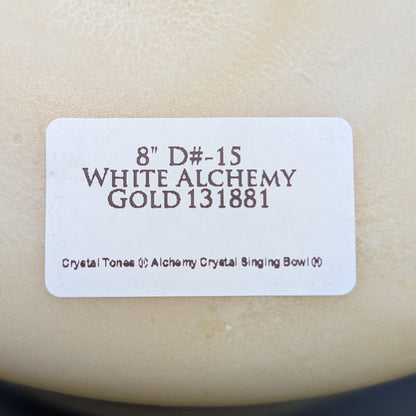 8" D#-15
White Alchemy
Gold 131881
Crystal Tones ® Alchemy Crystal Singing Bowl ®